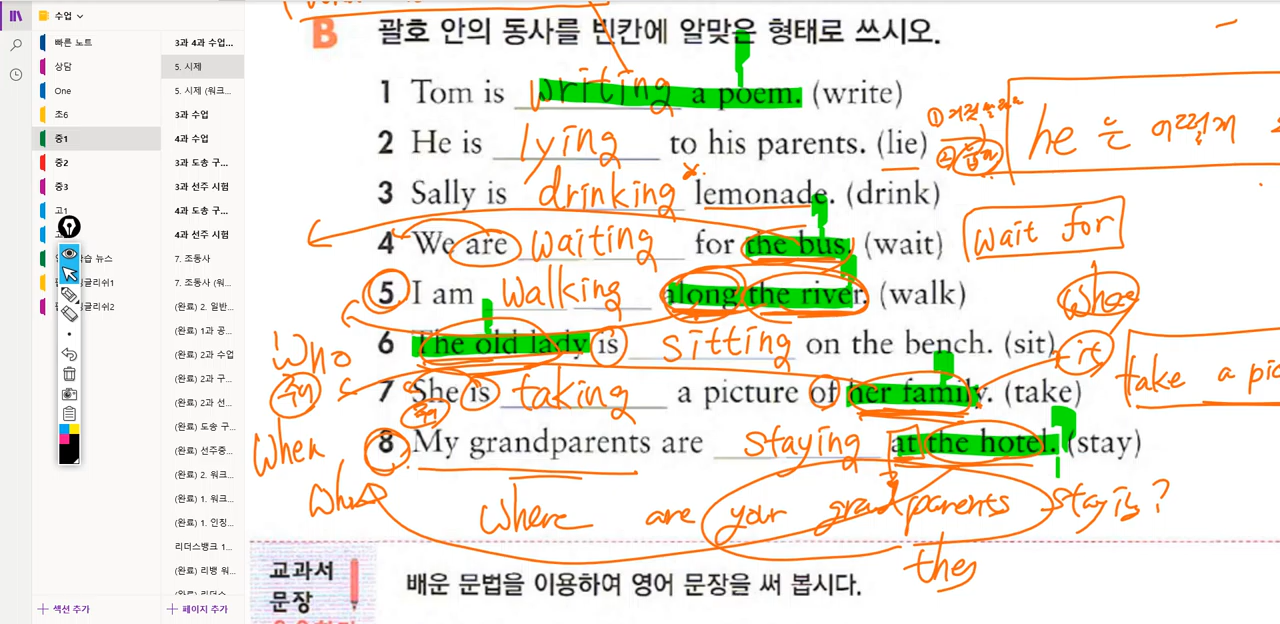 수업
빠른 노트
상담
One
초6
중1
중2
중3
고1
습 뉴스
글리쉬1
글리쉬2
섹션 추가
3과 4과 수업...
5. 시제
5. 시제 (워크...
3과 수업
4과 수업
3과 도송 구...
3과 선주 시험
4과 도송 구...
4과 선주 시험
7. 조동사
7. 조동사 (워...
(완료) 2. 일반...
(완료) 1과 공...
(완료) 2과 수업
(완료) 2과 구...
(완료) 2과 선...
(완료) 도송 구...
(완료) 선주중...
(완료) 2. 워크...
(완료) 1. 워크...
(완료) 1. 인칭...
리더스뱅크 1...
(완료) 리뱅 워...
페이지 추가
B 괄호 안의 동사를 빈칸에 알맞은 형태로 쓰시오.
1 Tom is writing a poem. (write)
2 He is lying to his parents. (lie)
he 는 어떻게
3 Sally is drinking lemonade. (drink)
4 We are waiting for the bus. (wait)
wait for
5 I am walking along the river. (walk)
where
6 The old lady is sitting on the bench. (sit)
who
it
7 She is taking a picture of her family. (take)
주어
take a pic
8 My grandparents are staying at the hotel. (stay)
when
where are your grandparents staying?
they
교과서
문장
배운 문법을 이용하여 영어 문장을 써 봅시다.